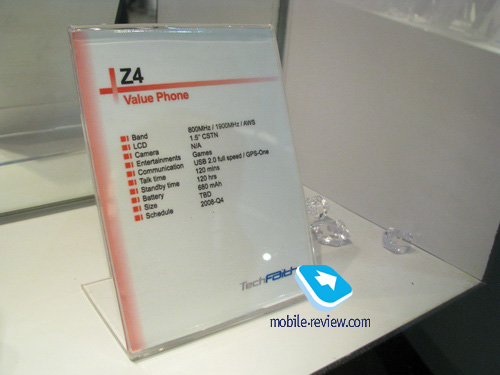 Z4
Value Phone
Band 800MHz / 1900MHz / AWS
LCD 1.5" CSTN
Camera N/A
Entertainments Games
Communication USB 2.0 full speed / GPS-One
Talk time 120 mins
Standby time 120 hrs
Battery 680 mAh
Size TBD
Schedule 2008-Q4
TechFaith
mobile-review.com